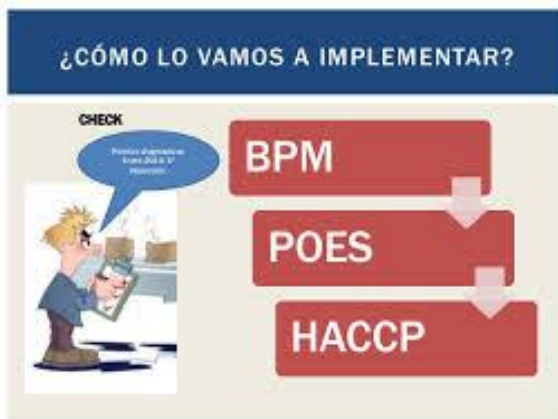 ¿CÓMO LO VAMOS A IMPLEMENTAR?
CHECK
BPM
POES
HACCP